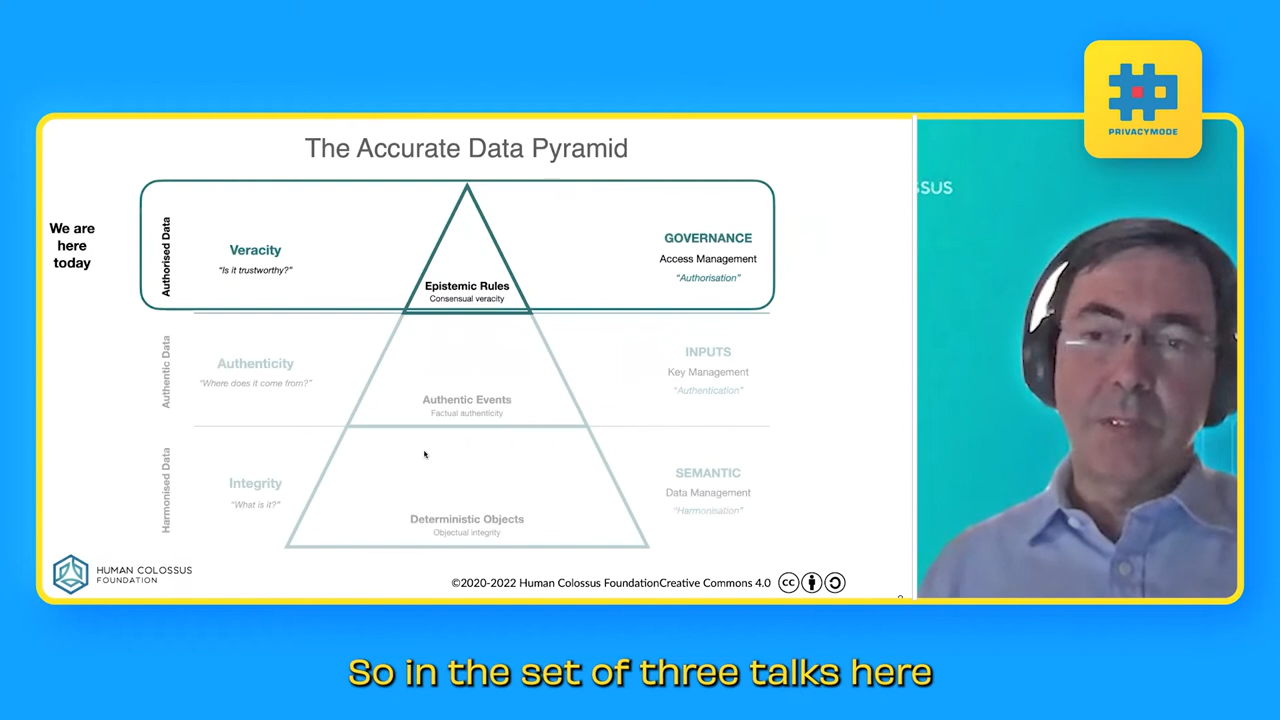 PRIVACYMODE
The Accurate Data Pyramid
SSUS
We are
here
today
Authorised Data
Veracity
“Is it trustworthy?”
Epistemic Rules
Consensual veracity
GOVERNANCE
Access Management
“Authorisation”
Authentic Data
Authenticity
“Where does it come from?”
Authentic Events
Factual authenticity
INPUTS
Key Management
“Authentication”
Harmonised Data
Integrity
“What is it?”
Deterministic Objects
Objectual integrity
SEMANTIC
Data Management
“Harmonisation”
HUMAN COLOSSUS
FOUNDATION
©2020-2022 Human Colossus FoundationCreative Commons 4.0
cc
So in the set of three talks here